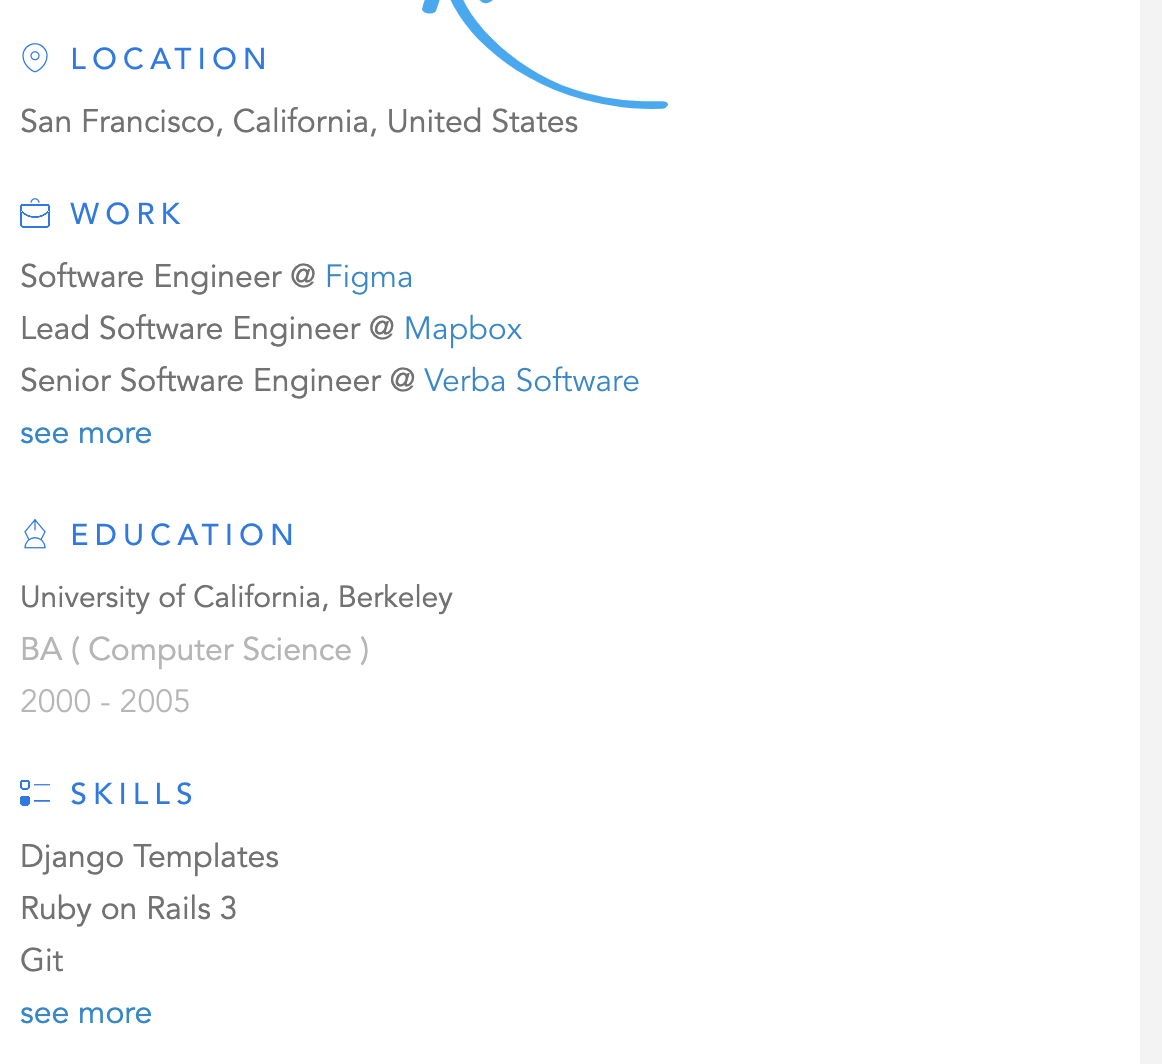 LOCATION
San Francisco, California, United States
WORK
Software Engineer @ Figma
Lead Software Engineer @ Mapbox
Senior Software Engineer @ Verba Software
see more
EDUCATION
University of California, Berkeley
BA ( Computer Science )
2000 - 2005
SKILLS
Django Templates
Ruby on Rails 3
Git
see more